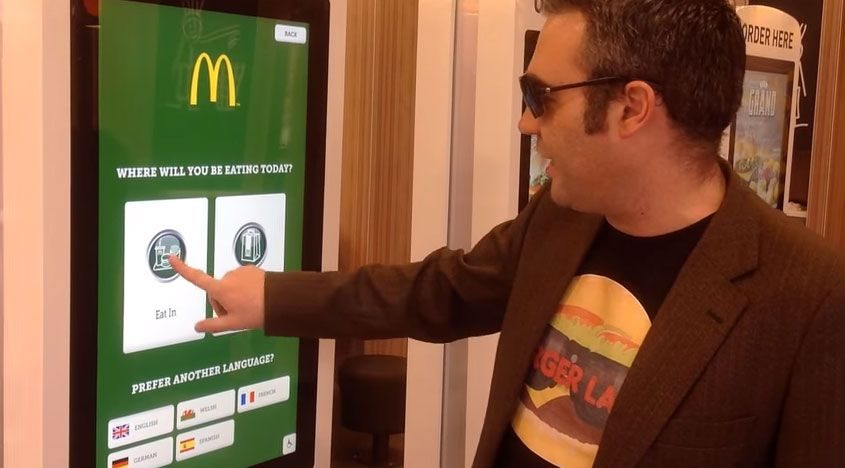 BACK
ORDER HERE
GRAND
WHERE WILL YOU BE EATING TODAY?
Eat In
PREFER ANOTHER LANGUAGE?
ENGLISH
WELSH
FRENCH
GERMAN
SPANISH